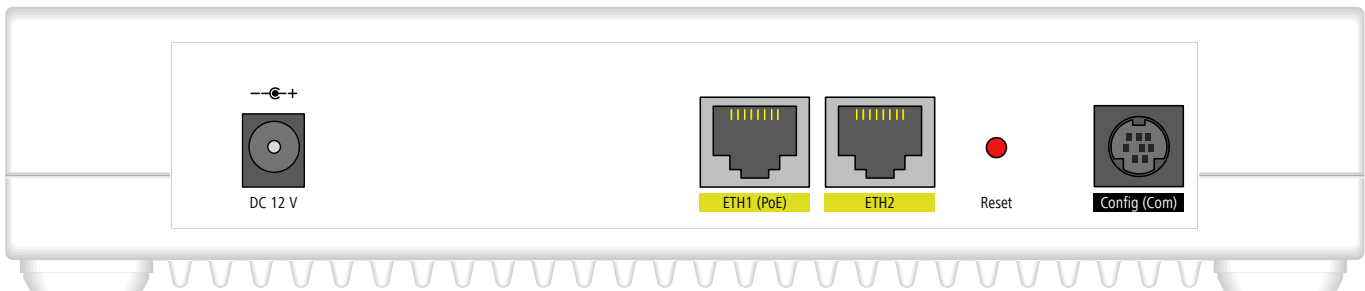 DC 12 V
ETH1 (PoE)
ETH2
Reset
Config (Com)